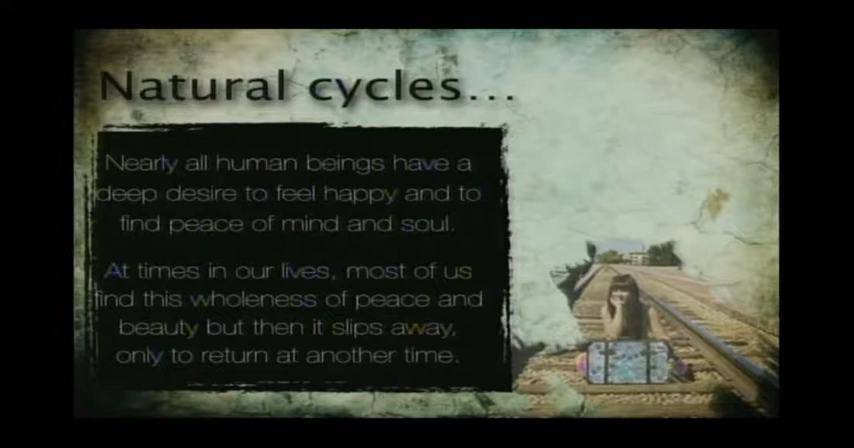 Natural cycles...
Nearly all human beings have a
deep desire to feel happy and to
find peace of mind and soul.
At times in our lives, most of us
find this wholeness of peace and
beauty but then it slips away,
only to return at another time.